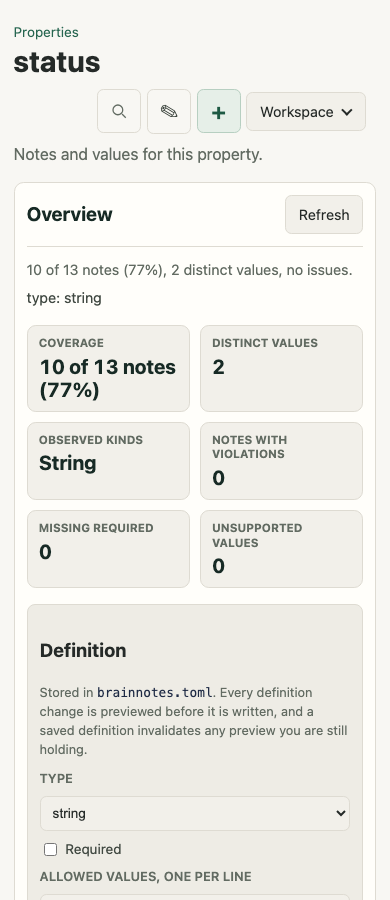 Properties
status
+
Workspace
Notes and values for this property.
Overview
Refresh
10 of 13 notes (77%), 2 distinct values, no issues.
type: string
COVERAGE
10 of 13 notes
(77%)
DISTINCT VALUES
2
OBSERVED KINDS
String
NOTES WITH
VIOLATIONS
0
MISSING REQUIRED
0
UNSUPPORTED
VALUES
0
Definition
Stored in brainnotes.toml. Every definition
change is previewed before it is written, and a
saved definition invalidates any preview you are still
holding.
TYPE
string
Required
ALLOWED VALUES, ONE PER LINE